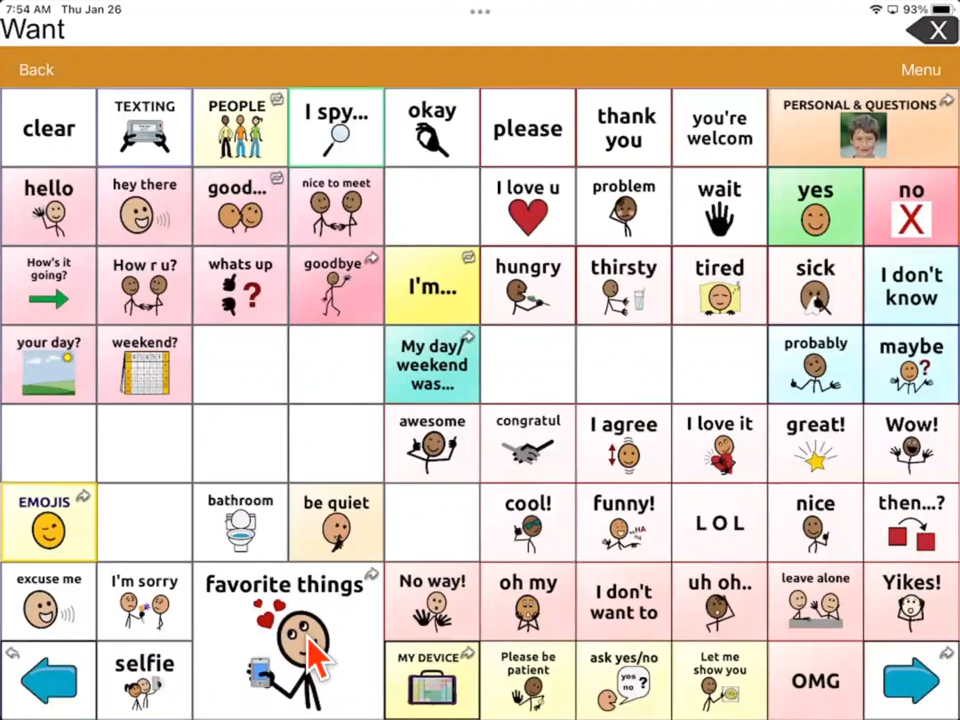 7:54 AM Thu Jan 26
93%
Want
X
Back
Menu
clear
TEXTING
PEOPLE
I spy...
okay
please
thank
you
you're
welcom
PERSONAL & QUESTIONS
hello
hey there
good...
nice to meet
I love u
problem
wait
yes
no
X
How's it
going?
How r u?
whats up
?
goodbye
I'm...
hungry
thirsty
tired
sick
I don't
know
your day?
weekend?
My day/
weekend
was...
probably
maybe
?
awesome
congratul
I agree
I love it
great!
Wow!
EMOJIS
bathroom
be quiet
cool!
funny!
HA
L O L
nice
then...?
excuse me
I'm sorry
favorite things
No way!
oh my
I don't
want to
uh oh..
leave alone
Yikes!
selfie
MY DEVICE
Please be
patient
ask yes/no
yes
no ?
Let me
show you
OMG